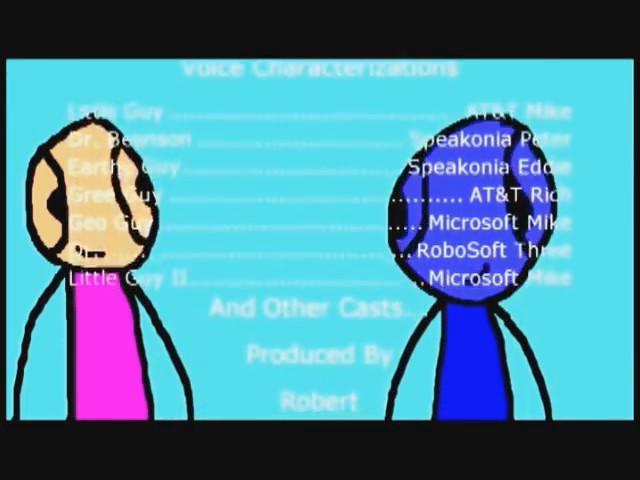 Voice Characterizations
Little Guy ........................................ AT&T Mike
Dr. Beanson ............................. Speakonia Peter
Earth Guy ................................ Speakonia Eddie
Green Guy ........................................ AT&T Rich
Geo Guy ..................................... Microsoft Mike
........................................ RoboSoft Three
Little Guy II .................................. Microsoft Mike
And Other Casts...
Produced By
Robert